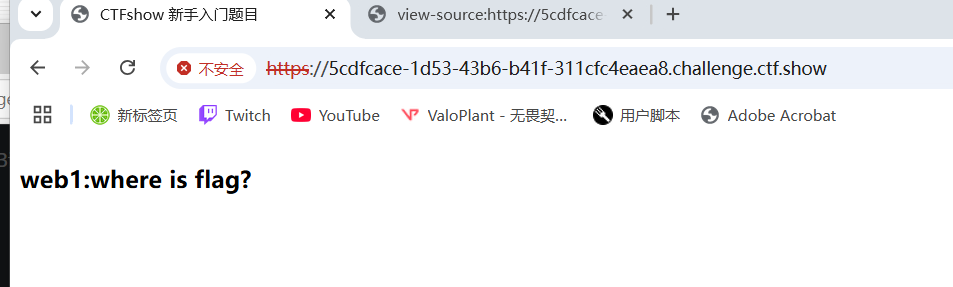 CTFshow 新手入门题目
view-source:https://5cdfcace
不安全
https://5cdfcace-1d53-43b6-b41f-311cfc4eaea8.challenge.ctf.show
新标签页 Twitch YouTube ValoPlant - 无畏契... 用户脚本 Adobe Acrobat
web1:where is flag?